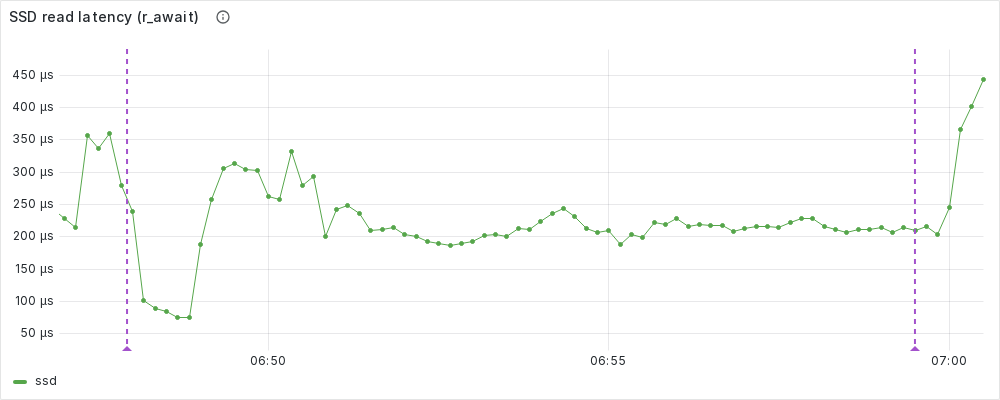 SSD read latency (r_await)
450 µs
400 µs
350 µs
300 µs
250 µs
200 µs
150 µs
100 µs
50 µs
06:50
06:55
07:00
ssd